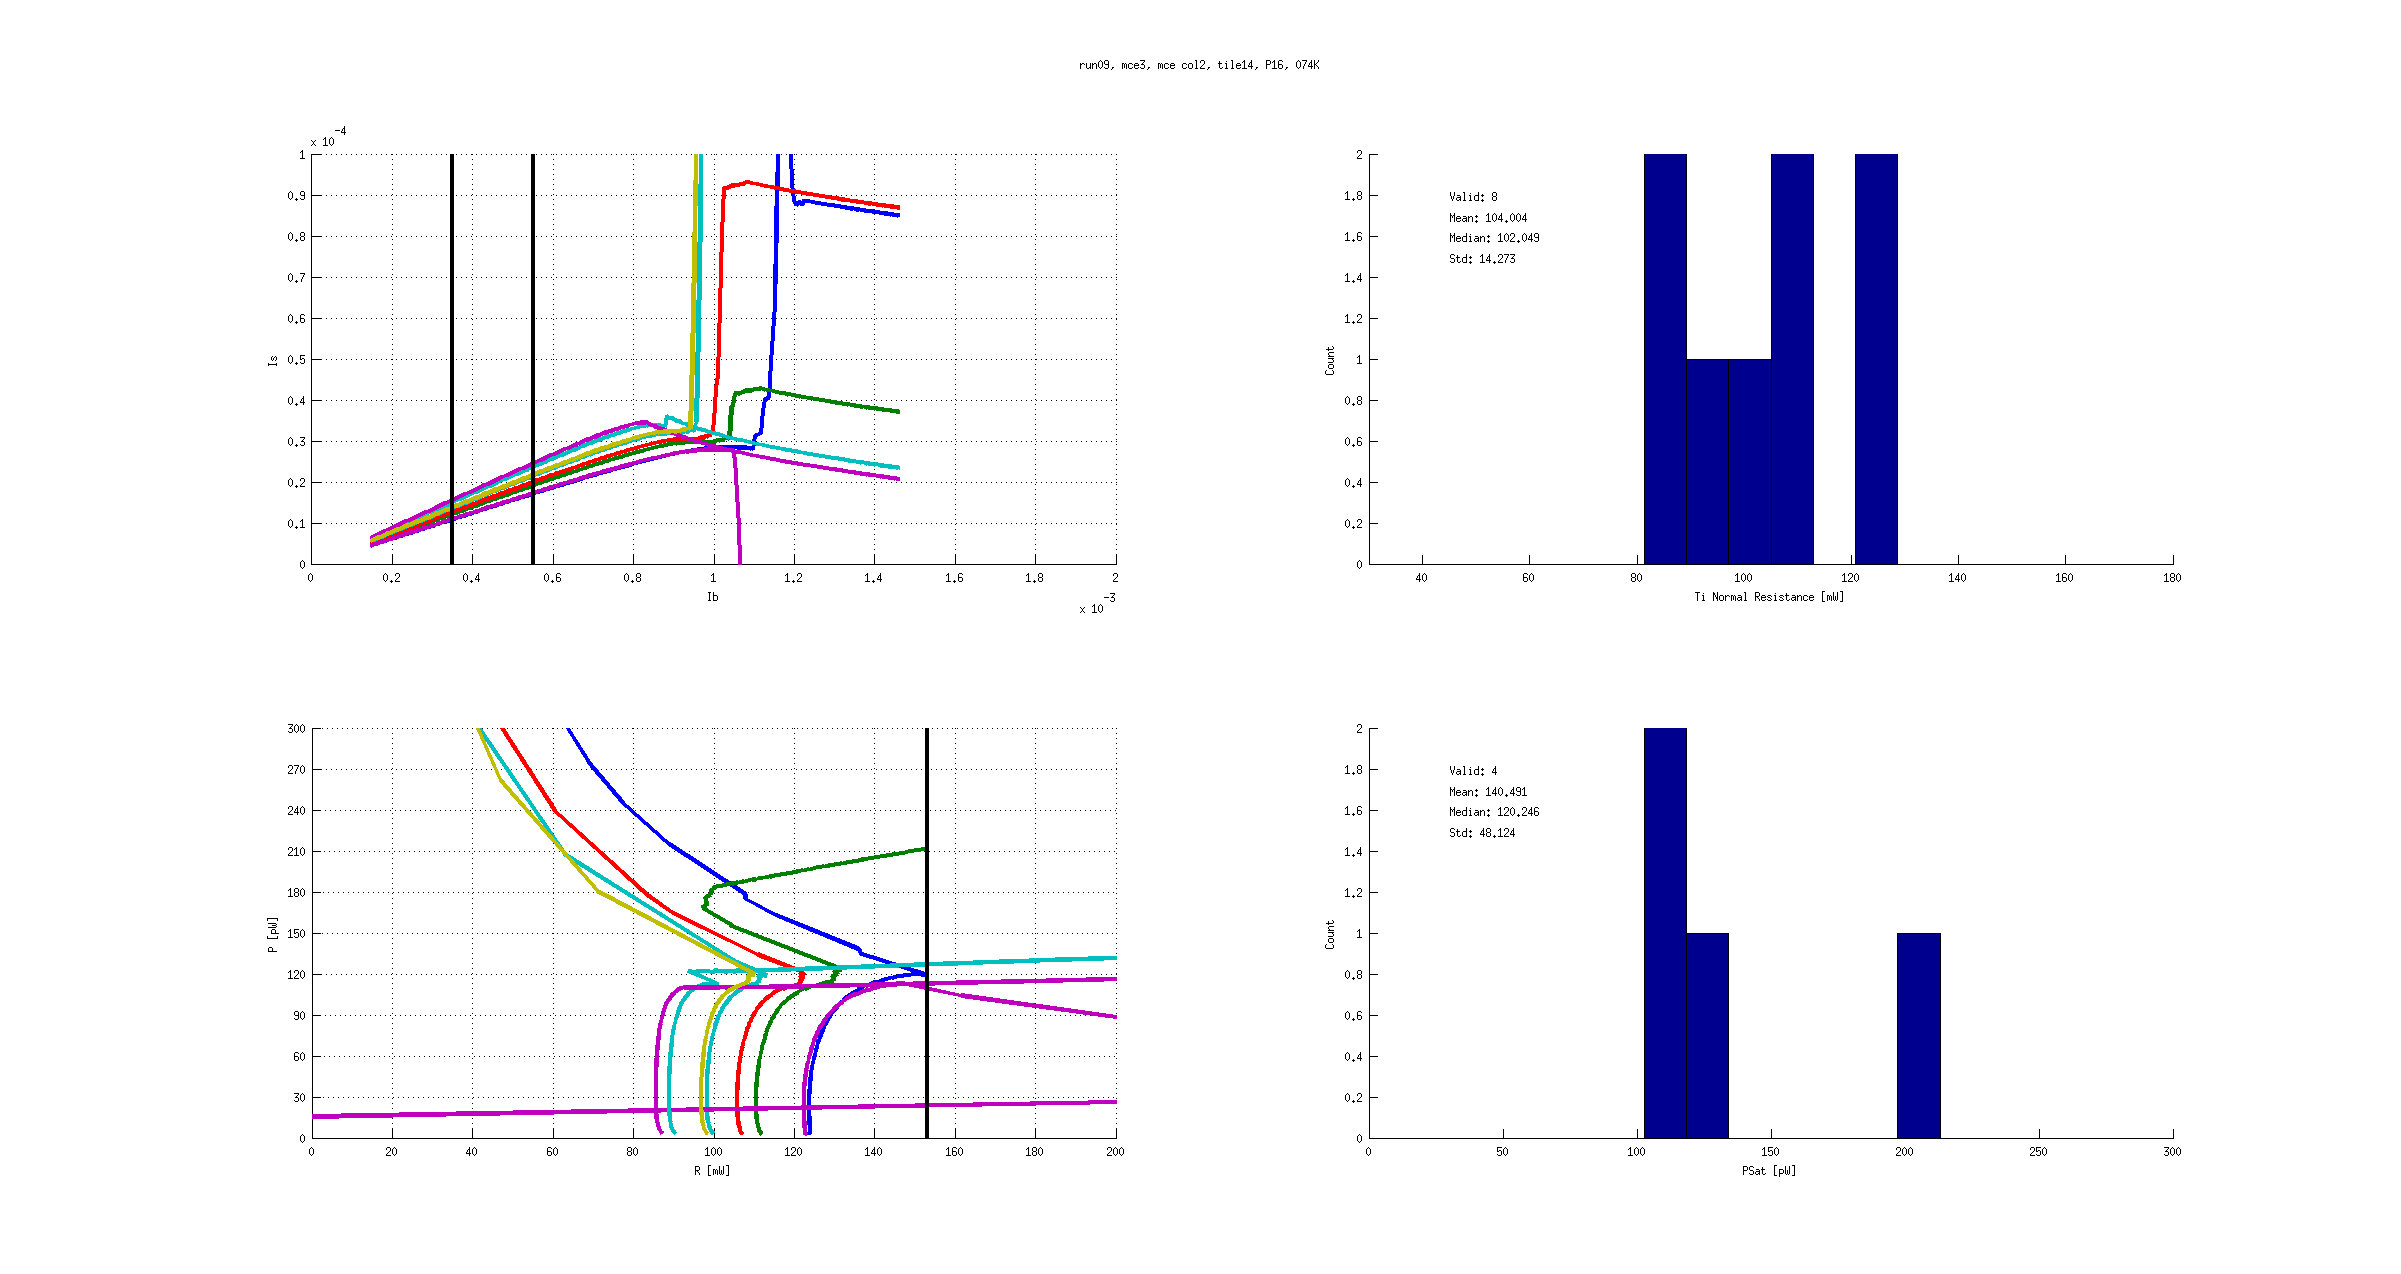 run09, mce3, mce col2, tile14, P16, 074K
x 10^-4
1
0.9
0.8
0.7
0.6
0.5
0.4
0.3
0.2
0.1
0
Is
0 0.2 0.4 0.6 0.8 1 1.2 1.4 1.6 1.8 2
Ib
x 10^-3
2
1.8
1.6
1.4
1.2
1
0.8
0.6
0.4
0.2
0
Count
Valid: 8
Mean: 104.004
Median: 102.049
Std: 14.273
40 60 80 100 120 140 160 180
Ti Normal Resistance [mW]
300
270
240
210
180
150
120
90
60
30
0
P [pW]
0 20 40 60 80 100 120 140 160 180 200
R [mW]
2
1.8
1.6
1.4
1.2
1
0.8
0.6
0.4
0.2
0
Count
Valid: 4
Mean: 140.491
Median: 120.246
Std: 48.124
0 50 100 150 200 250 300
PSat [pW]